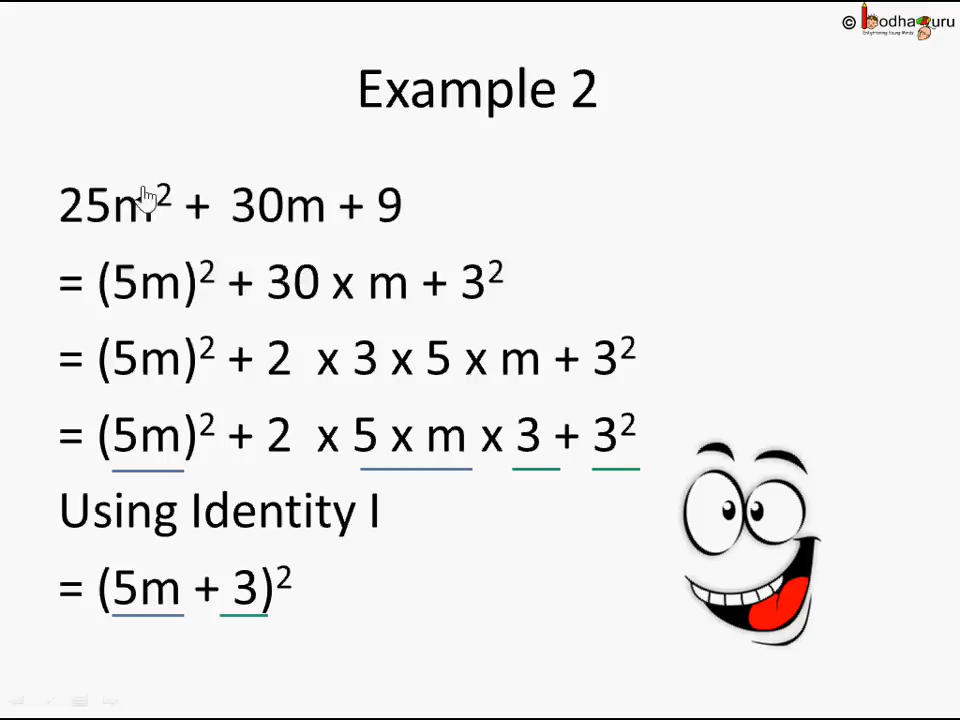 © BodhaGuru
Example 2
25m² + 30m + 9
= (5m)² + 30 x m + 3²
= (5m)² + 2 x 3 x 5 x m + 3²
= (5m)² + 2 x 5 x m x 3 + 3²
Using Identity I
= (5m + 3)²